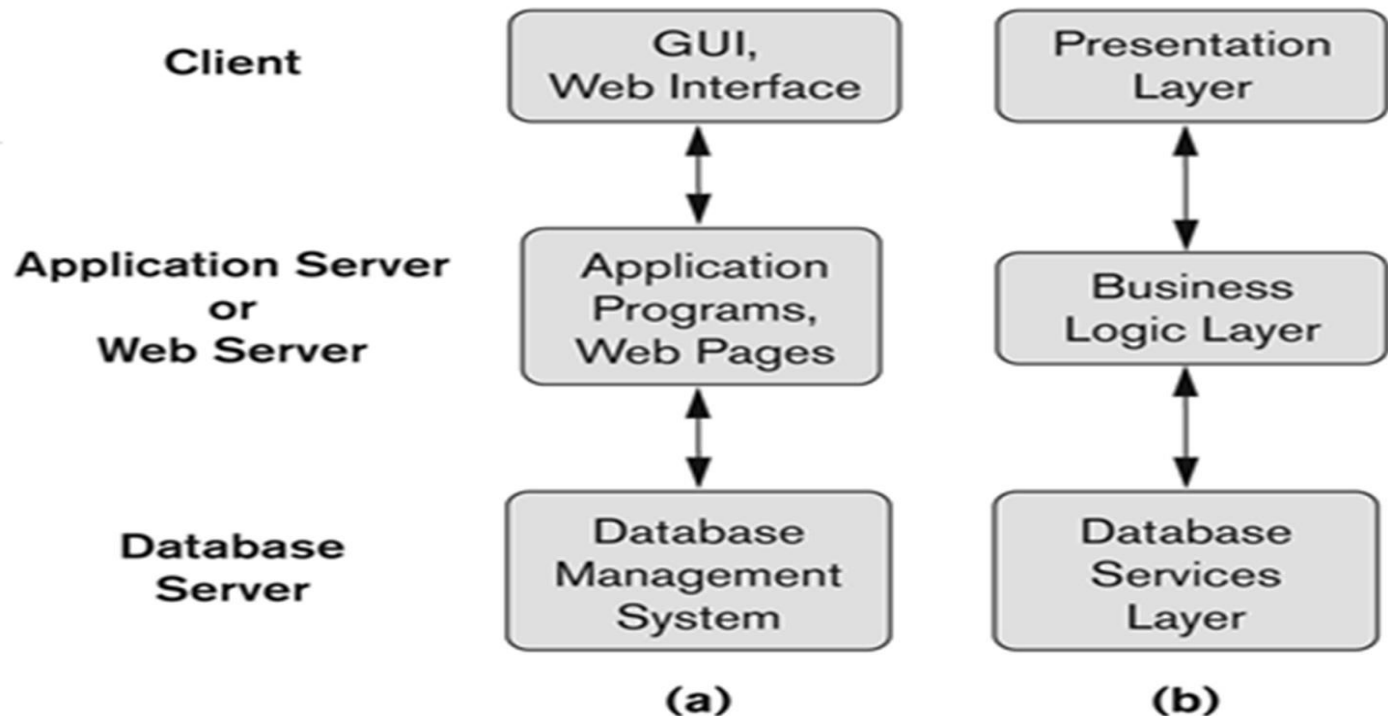 Client
GUI,
Web Interface
Presentation
Layer
Application Server
or
Web Server
Application
Programs,
Web Pages
Business
Logic Layer
Database
Server
Database
Management
System
Database
Services
Layer
(a)
(b)